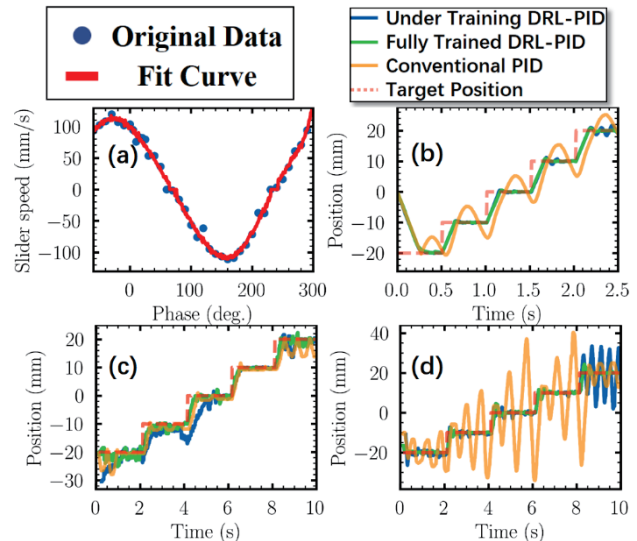 Original Data
Fit Curve
Under Training DRL-PID
Fully Trained DRL-PID
Conventional PID
Target Position
(a)
Slider speed (mm/s)
100
50
0
−50
−100
0
100
200
300
Phase (deg.)
(b)
Position (mm)
20
10
0
−10
−20
0.0
0.5
1.0
1.5
2.0
2.5
Time (s)
(c)
Position (mm)
20
10
0
−10
−20
−30
0
2
4
6
8
10
Time (s)
(d)
Position (mm)
40
20
0
−20
0
2
4
6
8
10
Time (s)